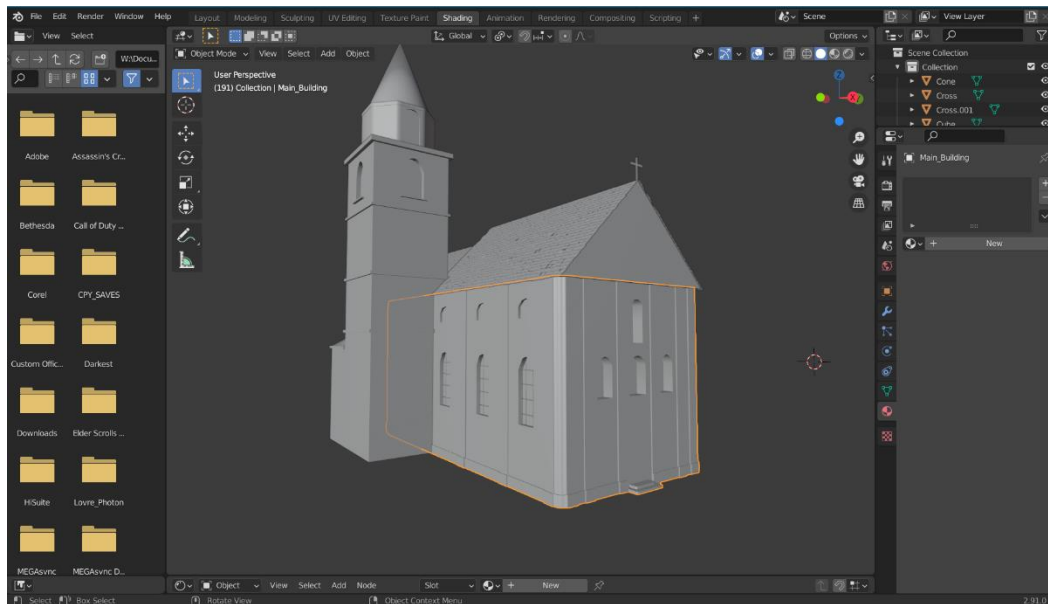 File Edit Render Window Help Layout Modeling Sculpting UV Editing Texture Paint Shading Animation Rendering Compositing Scripting + Scene View Layer
View Select Global Options
W:\Docu...
Object Mode View Select Add Object
User Perspective
(191) Collection | Main_Building
Scene Collection
Collection
Cone
Cross
Cross.001
Cube
Main_Building
+ New
Adobe Assassin's Cr...
Bethesda Call of Duty ...
Corel CPY_SAVES
Custom Offic... Darkest
Downloads Elder Scrolls ...
HiSuite Lovre_Photon
MEGAsync MEGAsync D...
Object View Select Add Node Slot + New
Select Box Select Rotate View Object Context Menu 2.91.0